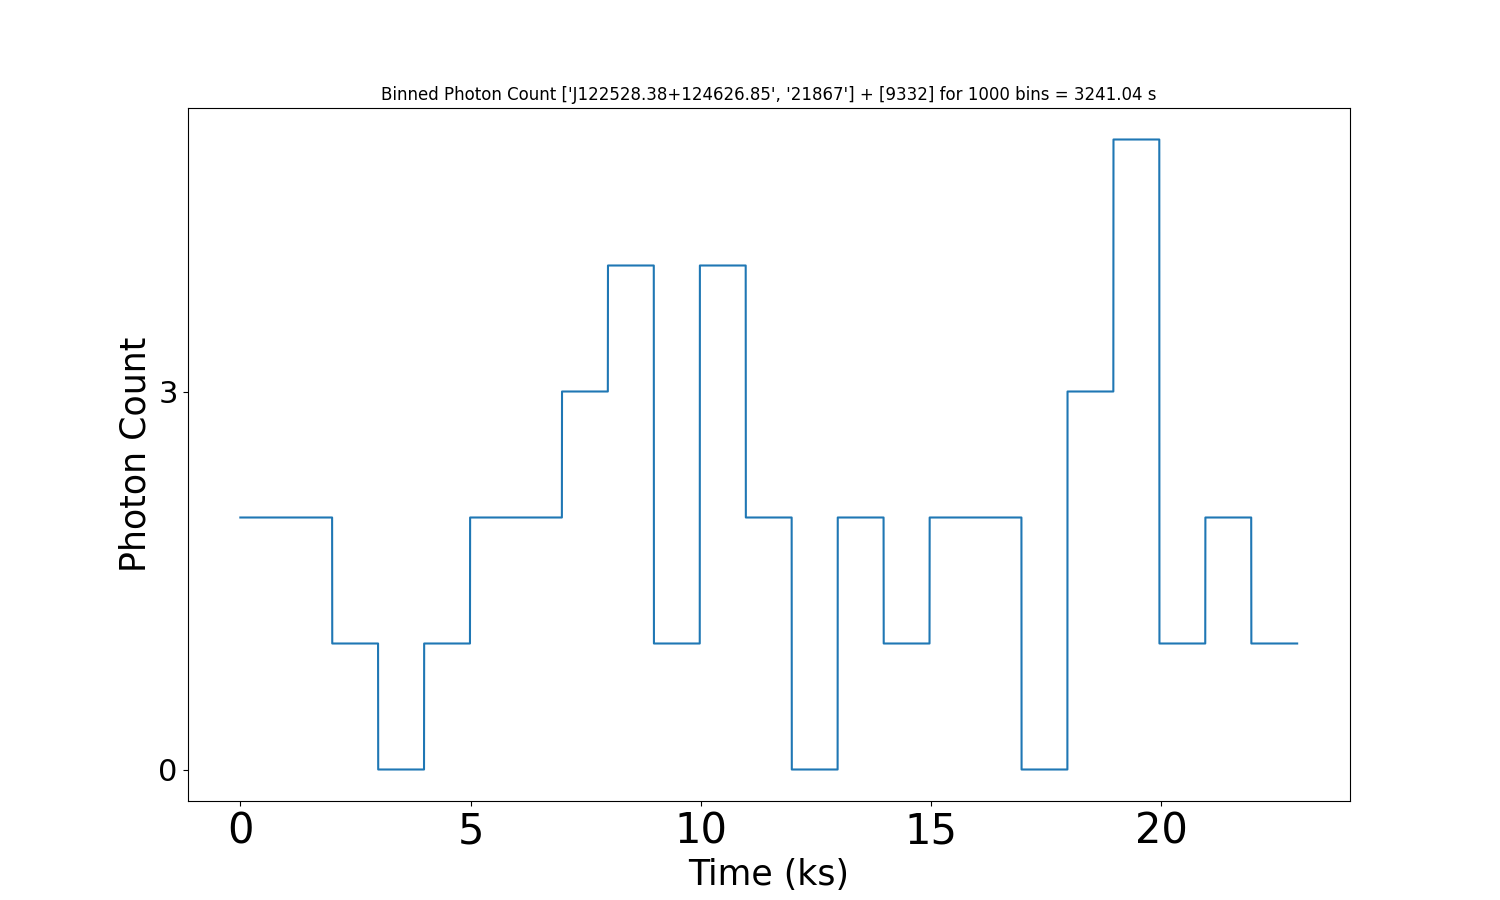 Binned Photon Count ['J122528.38+124626.85', '21867'] + [9332] for 1000 bins = 3241.04 s
Photon Count
3
0
0 5 10 15 20
Time (ks)